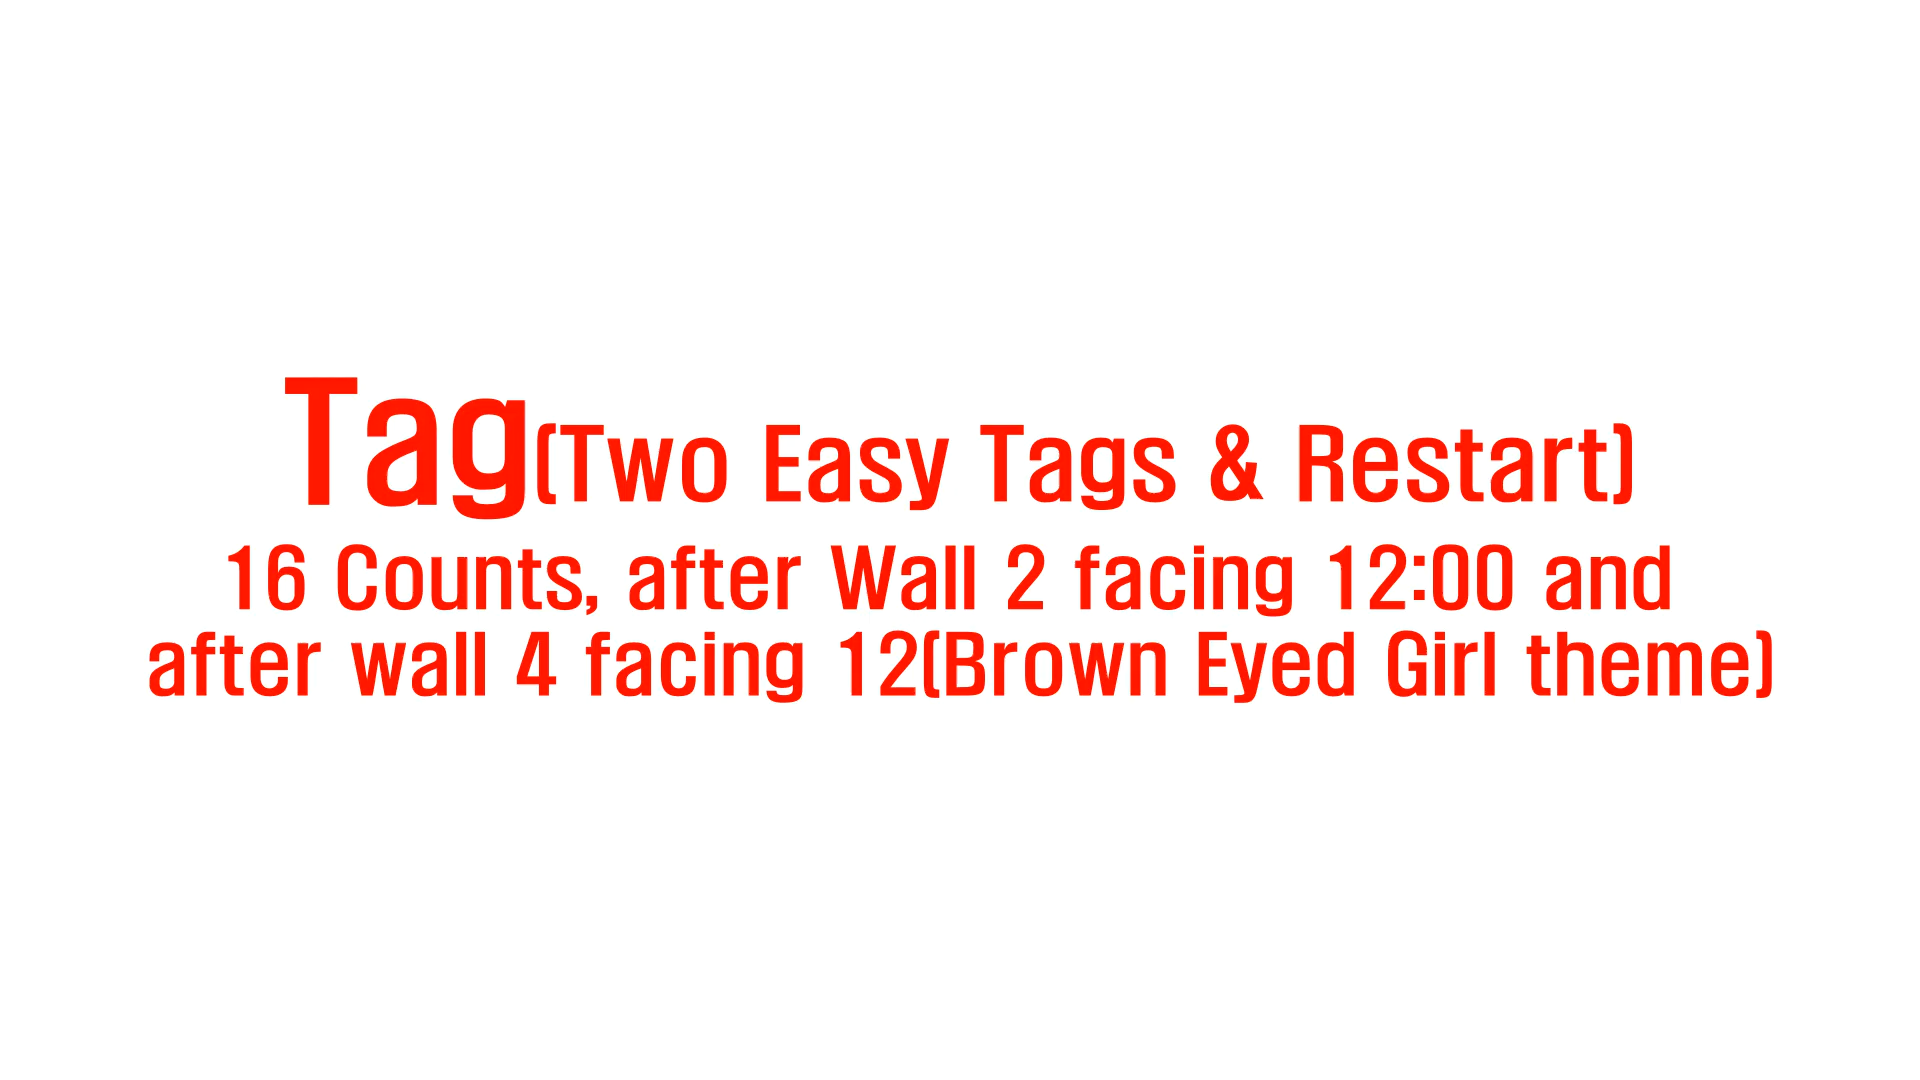 Tag(Two Easy Tags & Restart)
16 Counts, after Wall 2 facing 12:00 and
after wall 4 facing 12(Brown Eyed Girl theme)